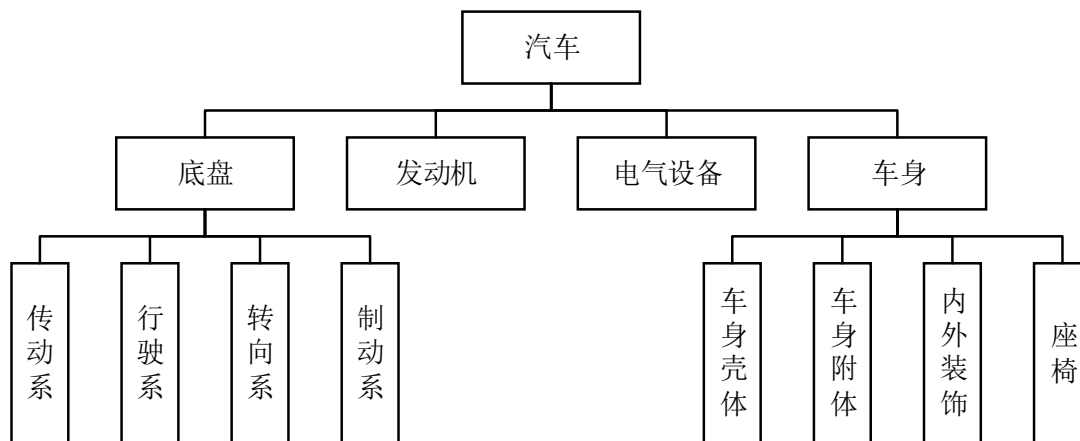 汽车
底盘
发动机
电气设备
车身
传动系
行驶系
转向系
制动系
车身壳体
车身附体
内外装饰
座椅